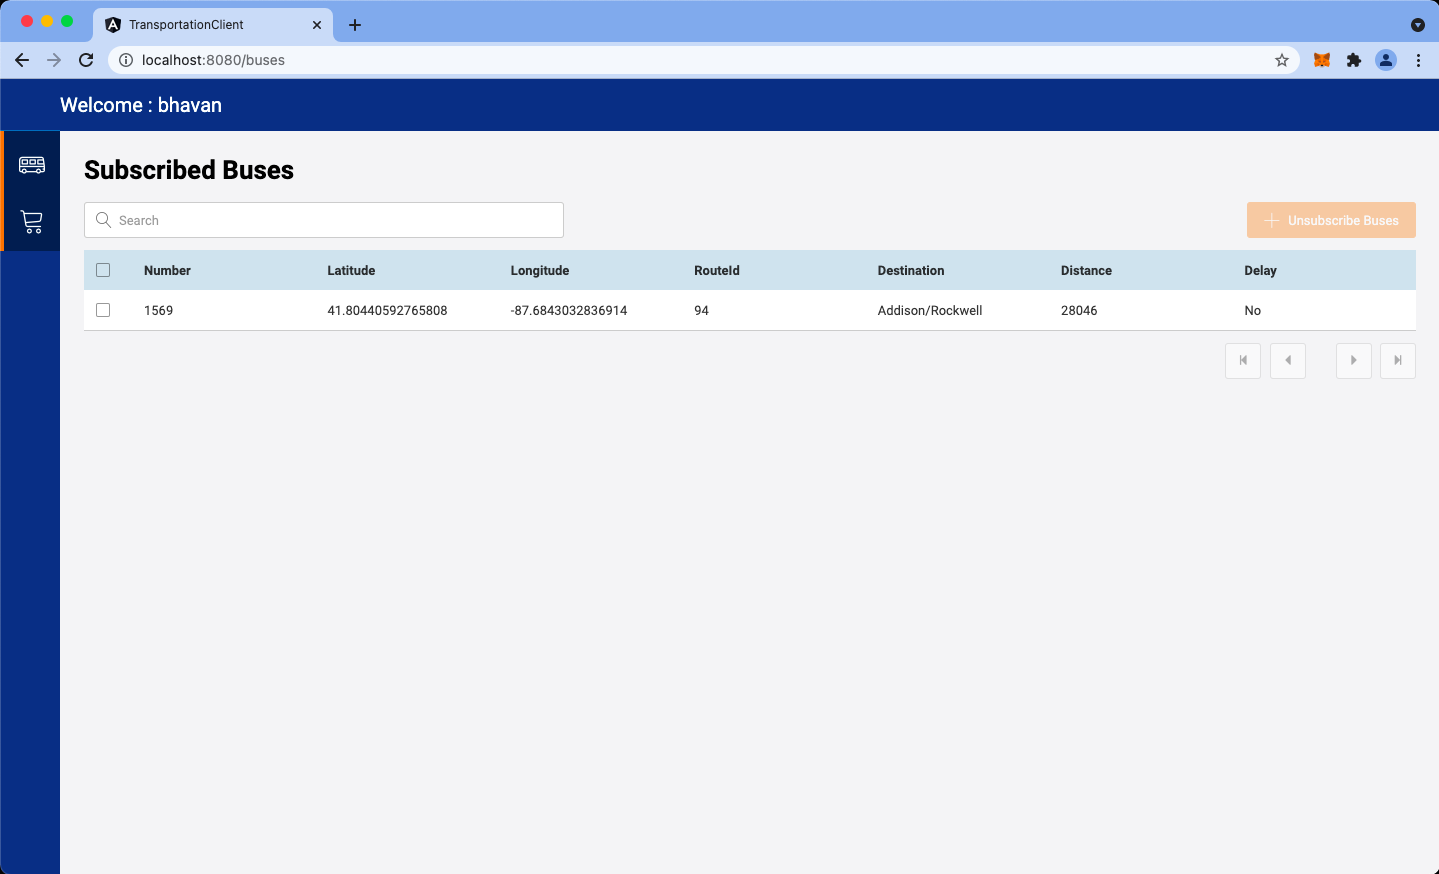 TransportationClient
localhost:8080/buses
Welcome : bhavan
Subscribed Buses
Search
Unsubscribe Buses
Number Latitude Longitude RouteId Destination Distance Delay
1569 41.80440592765808 -87.6843032836914 94 Addison/Rockwell 28046 No